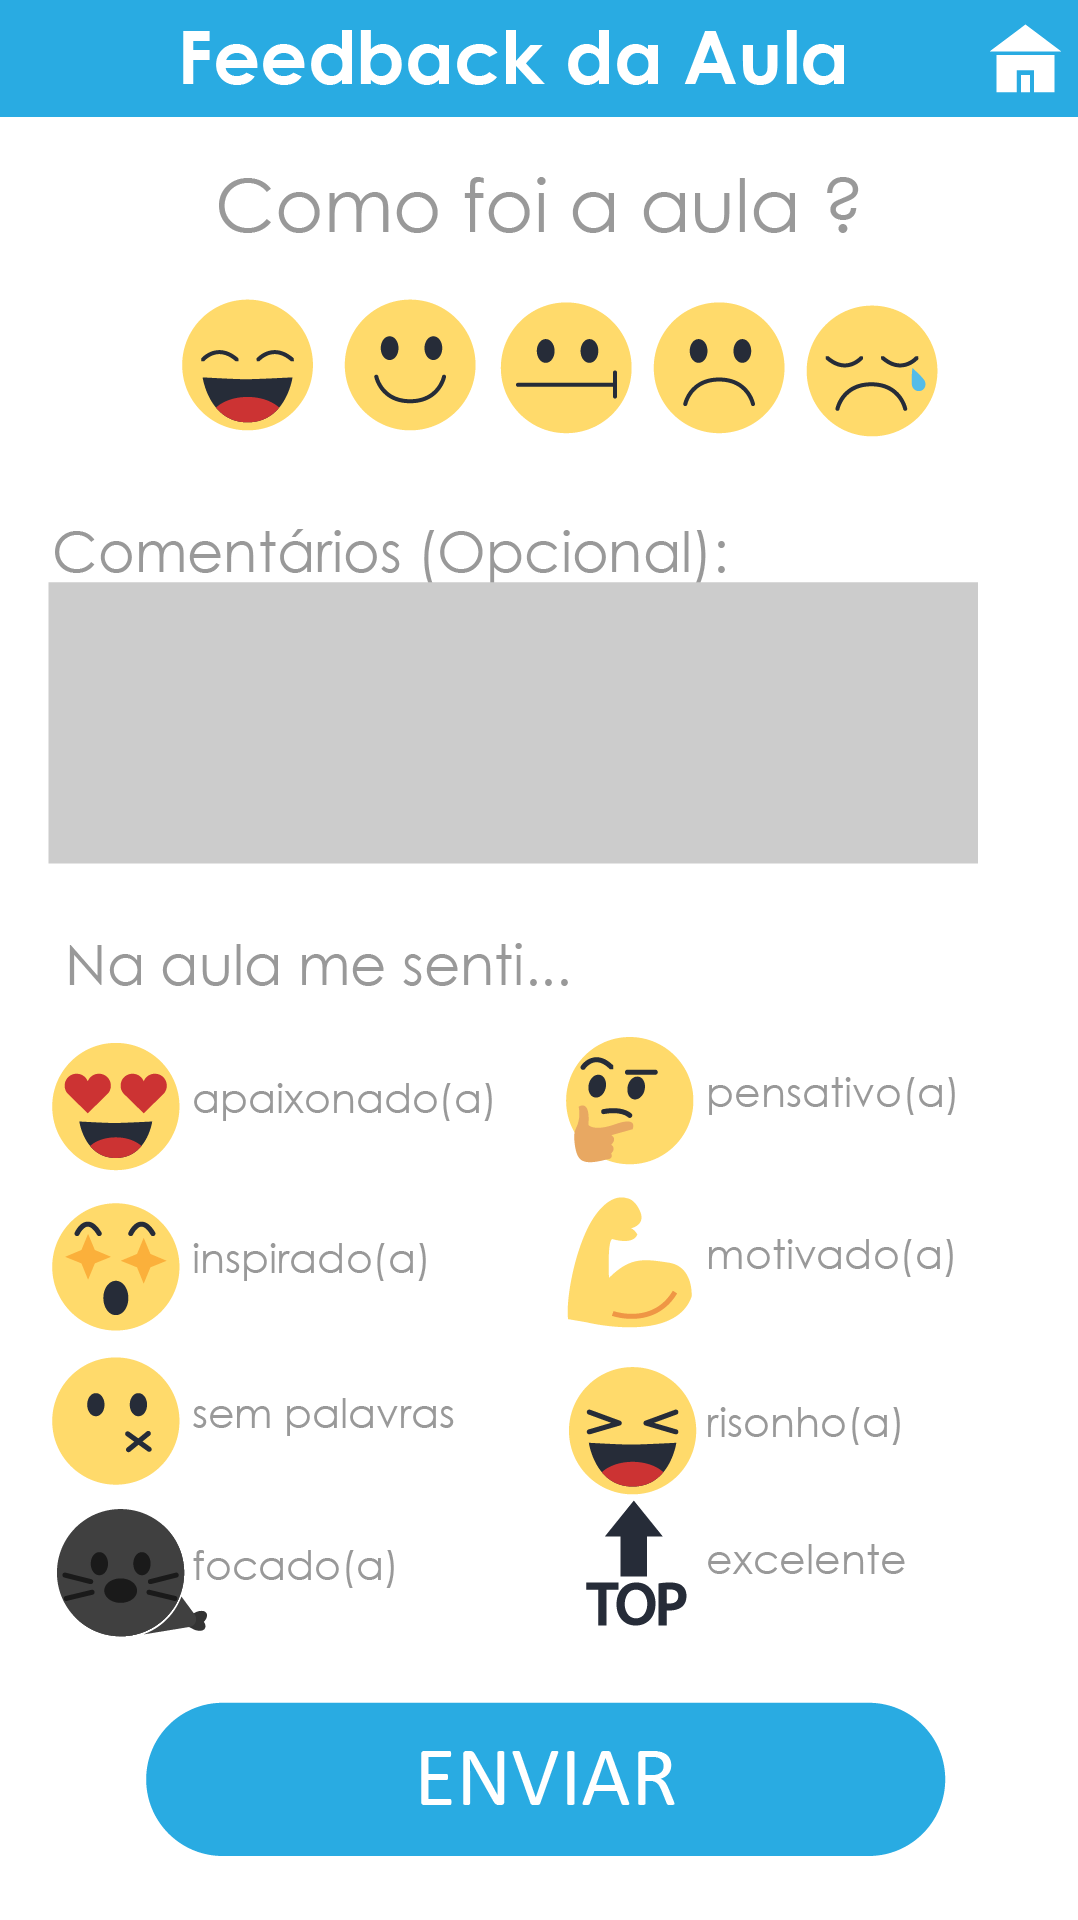 Feedback da Aula
Como foi a aula ?
Comentários (Opcional):
Na aula me senti...
apaixonado(a)
pensativo(a)
inspirado(a)
motivado(a)
sem palavras
risonho(a)
focado(a)
excelente
TOP
ENVIAR